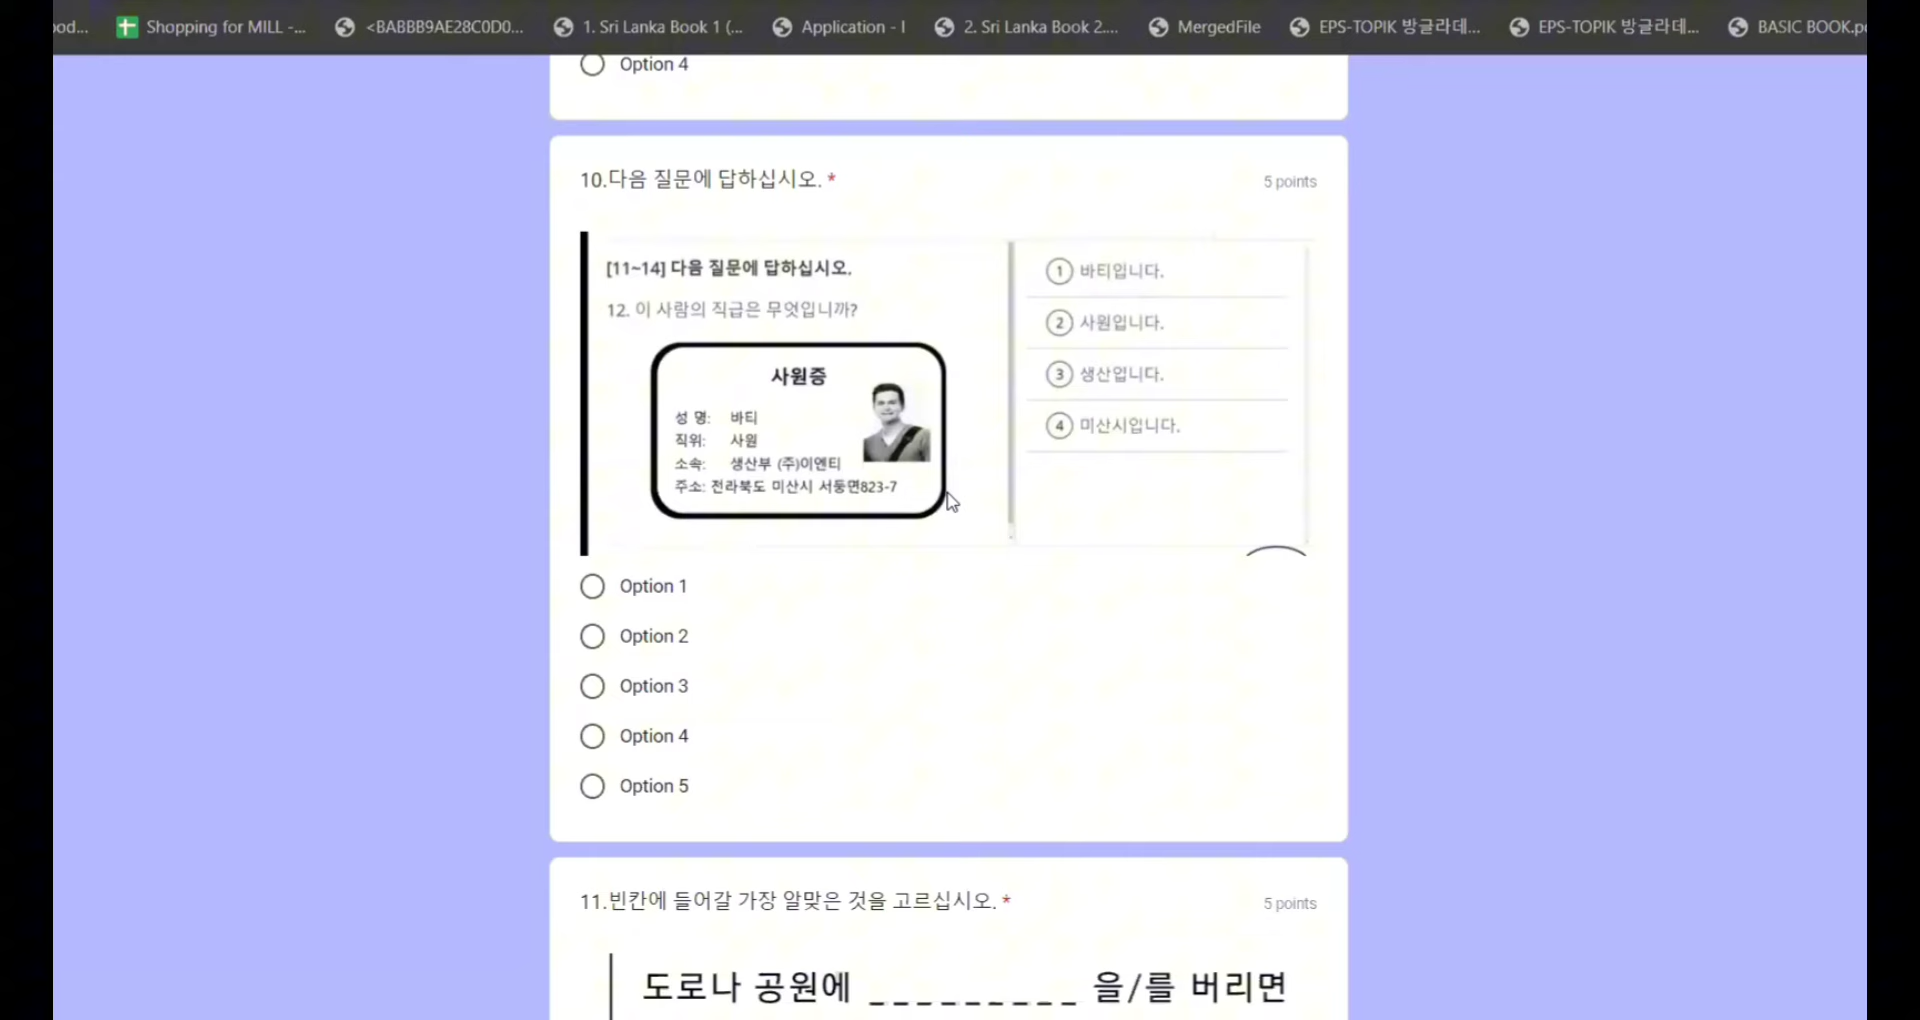 Shopping for MILL -...
<BABBB9AE28C0D0...
1. Sri Lanka Book 1 (...
Application - I
2. Sri Lanka Book 2....
MergedFile
EPS-TOPIK 방글라데...
EPS-TOPIK 방글라데...
BASIC BOOK.p
Option 4
10.다음 질문에 답하십시오. *
5 points
[11~14] 다음 질문에 답하십시오.
12. 이 사람의 직급은 무엇입니까?
사원증
성 명: 바티
직위: 사원
소속: 생산부 (주)이엔티
주소: 전라북도 미산시 서둥면823-7
1 바티입니다.
2 사원입니다.
3 생산입니다.
4 미산시입니다.
Option 1
Option 2
Option 3
Option 4
Option 5
11.빈칸에 들어갈 가장 알맞은 것을 고르십시오. *
5 points
도로나 공원에 _________ 을/를 버리면